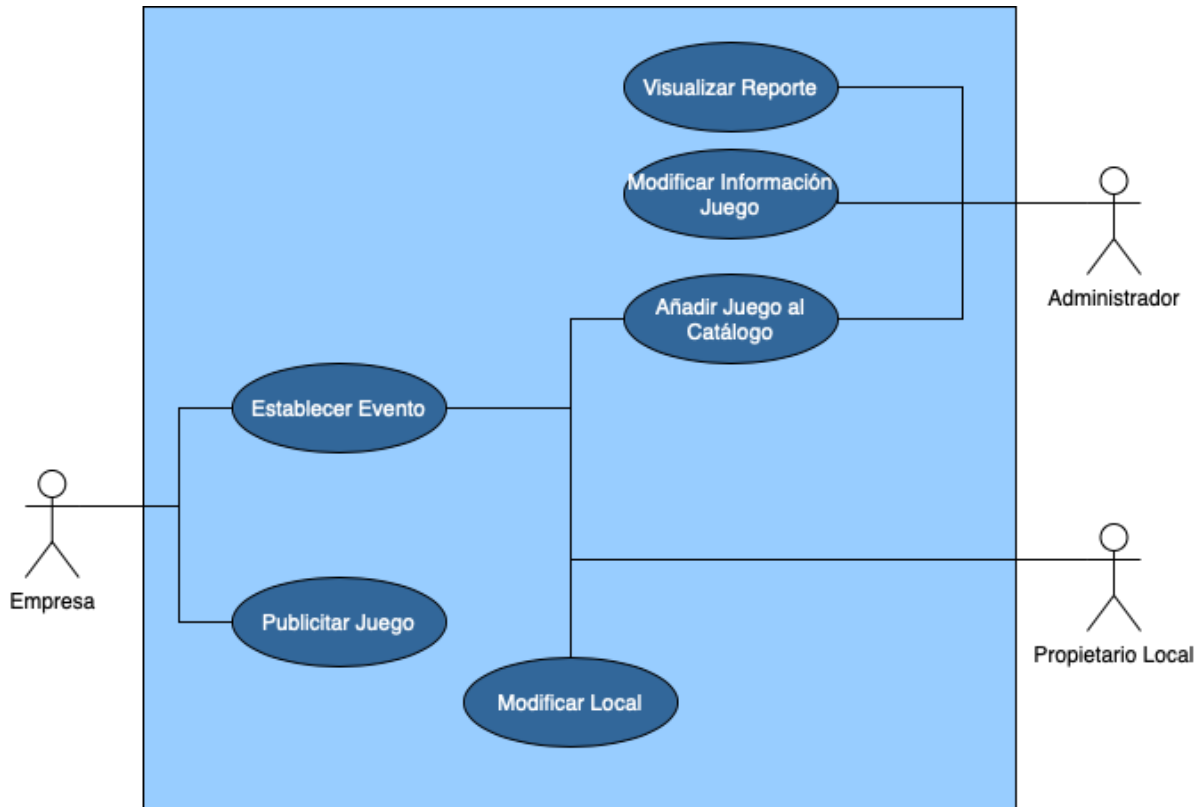 Visualizar Reporte
Modificar Información
Juego
Administrador
Añadir Juego al
Catálogo
Establecer Evento
Empresa
Publicitar Juego
Propietario Local
Modificar Local